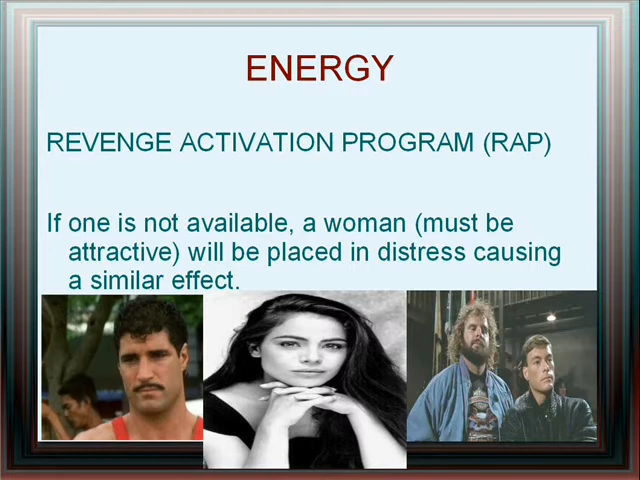 ENERGY
REVENGE ACTIVATION PROGRAM (RAP)
If one is not available, a woman (must be
attractive) will be placed in distress causing
a similar effect.